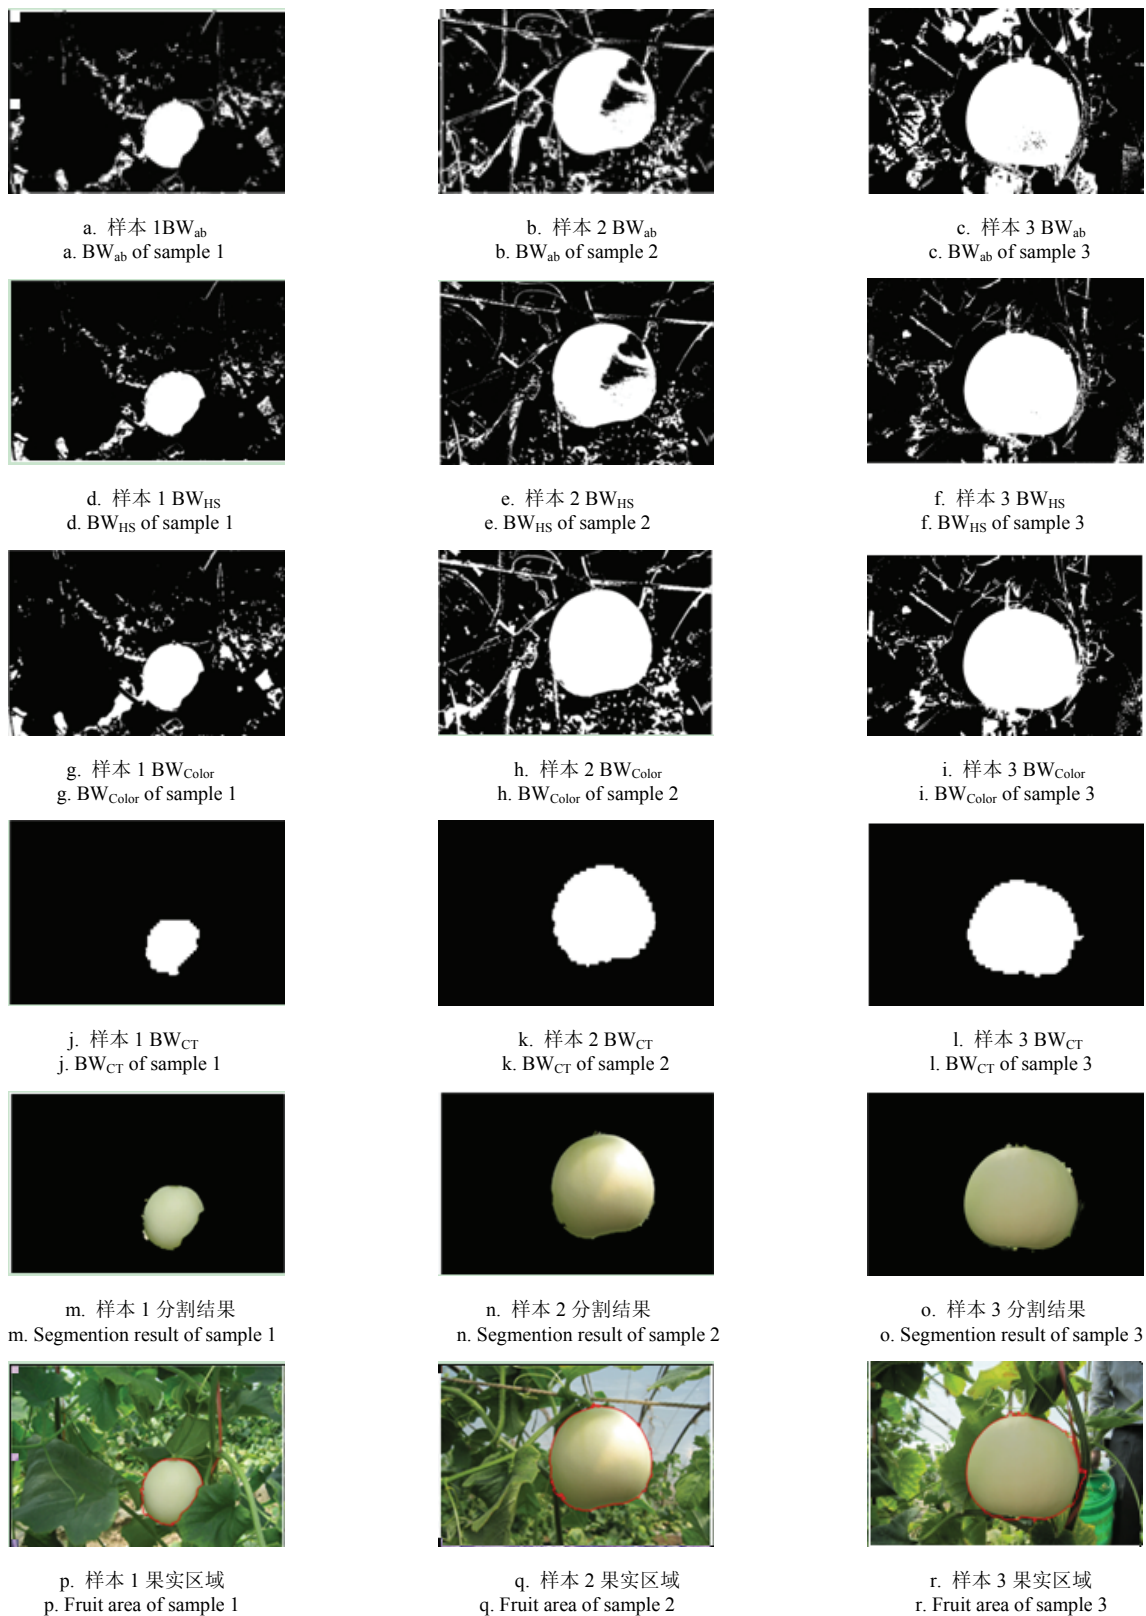 a. 样本 1BWab
a. BWab of sample 1
b. 样本 2 BWab
b. BWab of sample 2
c. 样本 3 BWab
c. BWab of sample 3
d. 样本 1 BWHS
d. BWHS of sample 1
e. 样本 2 BWHS
e. BWHS of sample 2
f. 样本 3 BWHS
f. BWHS of sample 3
g. 样本 1 BWColor
g. BWColor of sample 1
h. 样本 2 BWColor
h. BWColor of sample 2
i. 样本 3 BWColor
i. BWColor of sample 3
j. 样本 1 BWCT
j. BWCT of sample 1
k. 样本 2 BWCT
k. BWCT of sample 2
l. 样本 3 BWCT
l. BWCT of sample 3
m. 样本 1 分割结果
m. Segmention result of sample 1
n. 样本 2 分割结果
n. Segmention result of sample 2
o. 样本 3 分割结果
o. Segmention result of sample 3
p. 样本 1 果实区域
p. Fruit area of sample 1
q. 样本 2 果实区域
q. Fruit area of sample 2
r. 样本 3 果实区域
r. Fruit area of sample 3